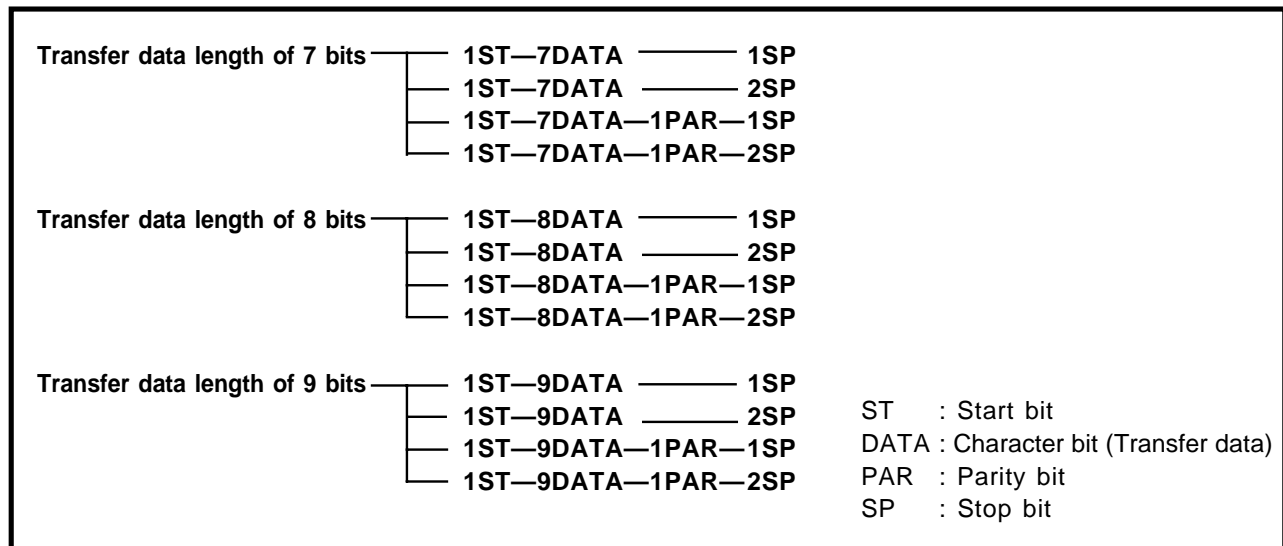 Transfer data length of 7 bits 1ST—7DATA 1SP
1ST—7DATA 2SP
1ST—7DATA—1PAR—1SP
1ST—7DATA—1PAR—2SP
Transfer data length of 8 bits 1ST—8DATA 1SP
1ST—8DATA 2SP
1ST—8DATA—1PAR—1SP
1ST—8DATA—1PAR—2SP
Transfer data length of 9 bits 1ST—9DATA 1SP
1ST—9DATA 2SP
1ST—9DATA—1PAR—1SP
1ST—9DATA—1PAR—2SP
ST : Start bit
DATA : Character bit (Transfer data)
PAR : Parity bit
SP : Stop bit